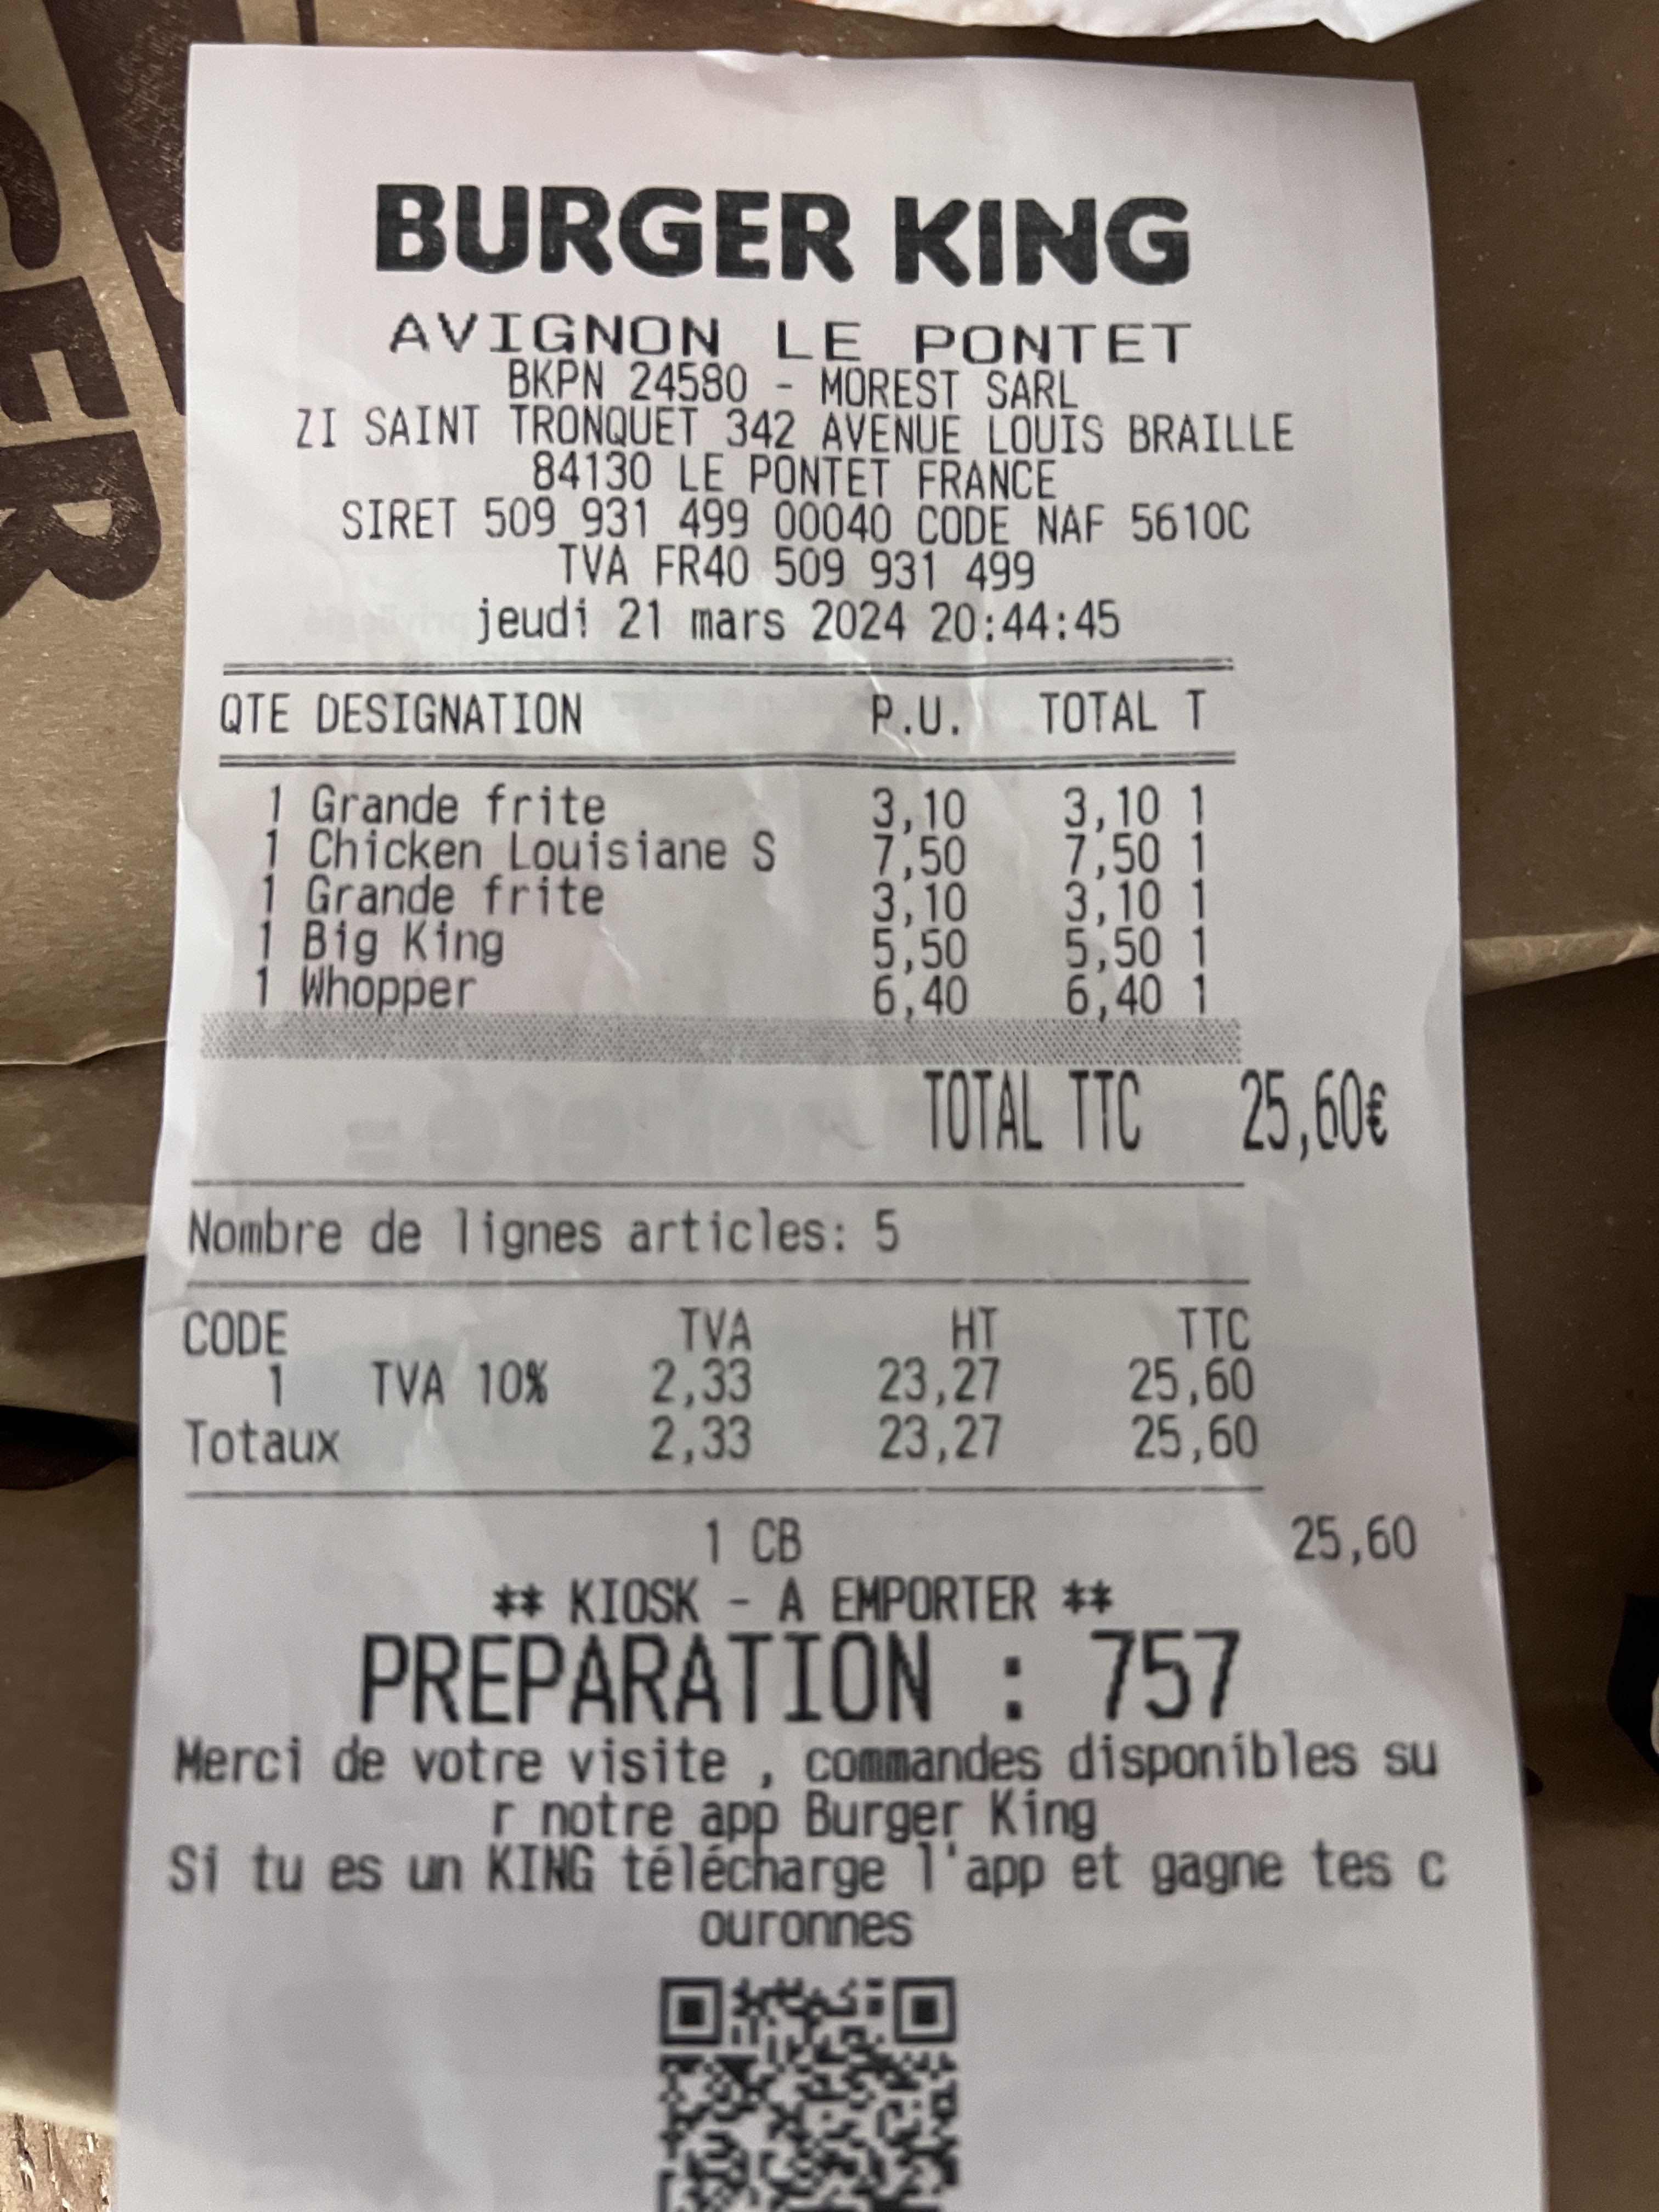 BURGER KING
AVIGNON LE PONTET
BKPN 24580 - MOREST SARL
ZI SAINT TRONQUET 342 AVENUE LOUIS BRAILLE
84130 LE PONTET FRANCE
SIRET 509 931 499 00040 CODE NAF 5610C
TVA FR40 509 931 499
jeudi 21 mars 2024 20:44:45
QTE DESIGNATION P.U. TOTAL T
1 Grande frite 3,10 3,10 1
1 Chicken Louisiane S 7,50 7,50 1
1 Grande frite 3,10 3,10 1
1 Big King 5,50 5,50 1
1 Whopper 6,40 6,40 1
TOTAL TTC 25,60€
Nombre de lignes articles: 5
CODE TVA HT TTC
1 TVA 10% 2,33 23,27 25,60
Totaux 2,33 23,27 25,60
1 CB 25,60
** KIOSK - A EMPORTER **
PREPARATION : 757
Merci de votre visite , commandes disponibles su
r notre app Burger King
Si tu es un KING télécharge l'app et gagne tes c
ouronnes